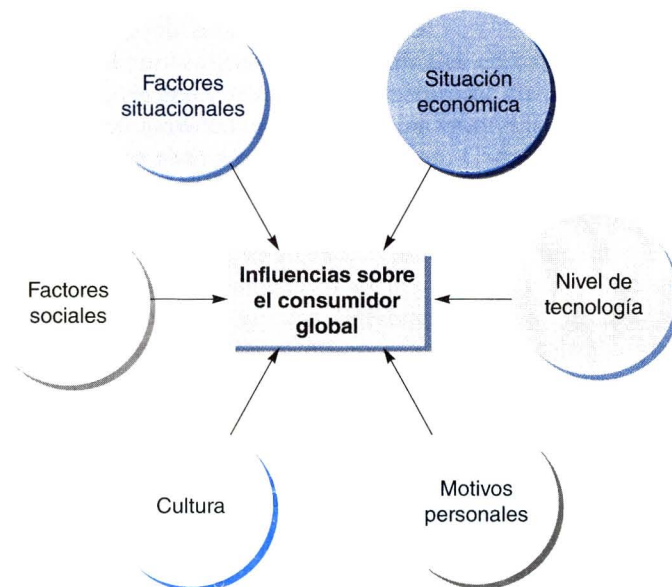 Factores
situacionales
Situación
económica
Factores
sociales
Influencias sobre
el consumidor
global
Nivel de
tecnología
Cultura
Motivos
personales